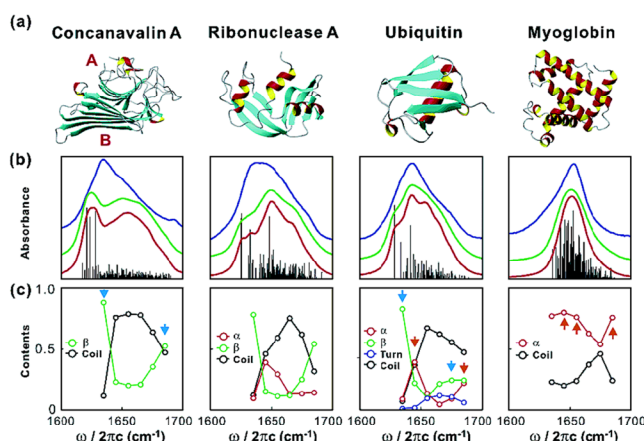 (a) Concanavalin A Ribonuclease A Ubiquitin Myoglobin
A
B
(b)
Absorbance
(c)
1.0
0.5
0
Contents
β
Coil
α
β
Coil
α
β
Turn
Coil
α
Coil
1600 1650 1700 1600 1650 1700 1600 1650 1700 1600 1650 1700
ω / 2πc (cm⁻¹) ω / 2πc (cm⁻¹) ω / 2πc (cm⁻¹) ω / 2πc (cm⁻¹)